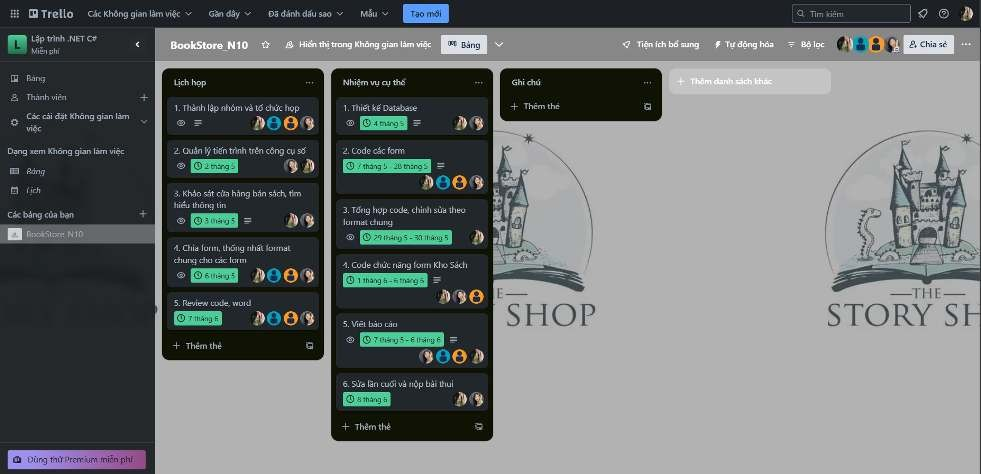 Trello
Các Không gian làm việc
Gần đây
Đã đánh dấu sao
Mẫu
Tạo mới
Tìm kiếm
L
Lập trình .NET C#
Miễn phí
BookStore_N10
Hiển thị trong Không gian làm việc
Bảng
Tiện ích bổ sung
Tự động hóa
Bộ lọc
Chia sẻ
Bảng
Thành viên
Các cài đặt Không gian làm
việc
Dạng xem Không gian làm việc
Bảng
Lịch
Các bảng của bạn
BookStore_N10
Dùng thử Premium miễn phí
Lịch họp
1. Thành lập nhóm và tổ chức họp
2. Quản lý tiến trình trên công cụ số
2 tháng 5
3. Khảo sát cửa hàng bán sách, tìm
hiểu thông tin
3 tháng 5
4. Chia form, thống nhất format
chung cho các form
6 tháng 5
5. Review code, word
7 tháng 6
Thêm thẻ
Nhiệm vụ cụ thể
1. Thiết kế Database
4 tháng 5
2. Code các form
7 tháng 5 - 28 tháng 5
3. Tổng hợp code, chỉnh sửa theo
format chung
29 tháng 5 - 30 tháng 5
4. Code chức năng form Kho Sách
1 tháng 6 - 6 tháng 6
5. Viết báo cáo
7 tháng 5 - 6 tháng 6
6. Sửa lần cuối và nộp bài thui
8 tháng 6
Thêm thẻ
Ghi chú
Thêm thẻ
Thêm danh sách khác
THE
Y SHOP
THE
STORY SH